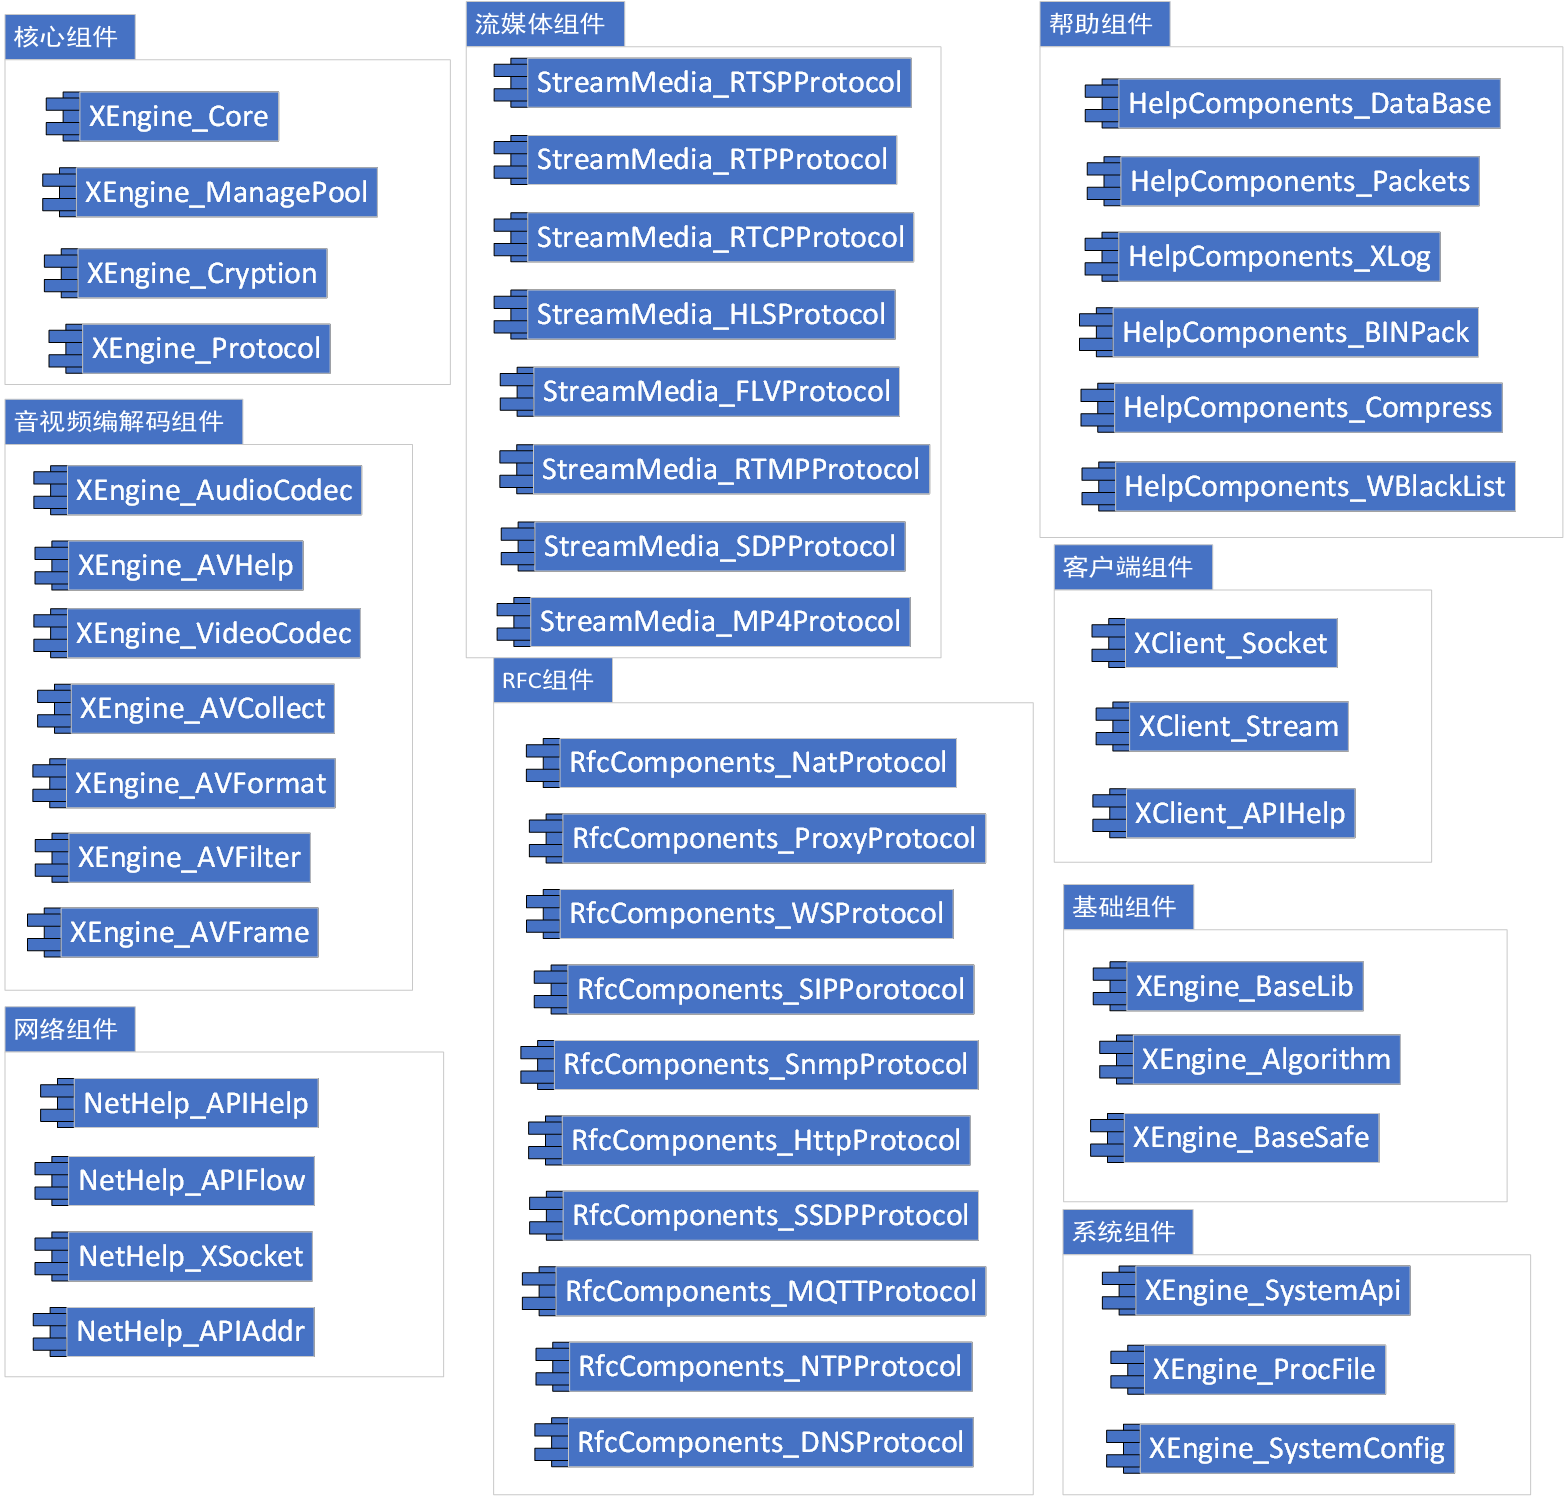 核心组件
XEngine_Core
XEngine_ManagePool
XEngine_Cryption
XEngine_Protocol
音视频编解码组件
XEngine_AudioCodec
XEngine_AVHelp
XEngine_VideoCodec
XEngine_AVCollect
XEngine_AVFormat
XEngine_AVFilter
XEngine_AVFrame
网络组件
NetHelp_APIHelp
NetHelp_APIFlow
NetHelp_XSocket
NetHelp_APIAddr
流媒体组件
StreamMedia_RTSPProtocol
StreamMedia_RTPProtocol
StreamMedia_RTCPProtocol
StreamMedia_HLSProtocol
StreamMedia_FLVProtocol
StreamMedia_RTMPProtocol
StreamMedia_SDPProtocol
StreamMedia_MP4Protocol
RFC组件
RfcComponents_NatProtocol
RfcComponents_ProxyProtocol
RfcComponents_WSProtocol
RfcComponents_SIPPorotocol
RfcComponents_SnmpProtocol
RfcComponents_HttpProtocol
RfcComponents_SSDPProtocol
RfcComponents_MQTTProtocol
RfcComponents_NTPProtocol
RfcComponents_DNSProtocol
帮助组件
HelpComponents_DataBase
HelpComponents_Packets
HelpComponents_XLog
HelpComponents_BINPack
HelpComponents_Compress
HelpComponents_WBlackList
客户端组件
XClient_Socket
XClient_Stream
XClient_APIHelp
基础组件
XEngine_BaseLib
XEngine_Algorithm
XEngine_BaseSafe
系统组件
XEngine_SystemApi
XEngine_ProcFile
XEngine_SystemConfig